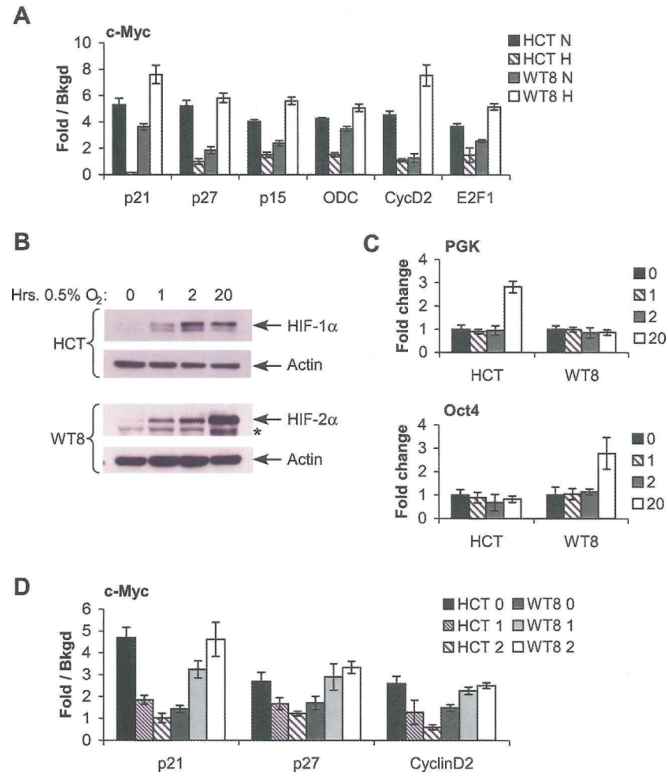 A
c-Myc
Fold / Bkgd
10
8
6
4
2
0
p21 p27 p15 ODC CycD2 E2F1
HCT N
HCT H
WT8 N
WT8 H
B
Hrs. 0.5% O2: 0 1 2 20
HCT
HIF-1α
Actin
WT8
HIF-2α
*
Actin
C
PGK
Fold change
4
3
2
1
0
HCT WT8
0
1
2
20
Oct4
Fold change
4
3
2
1
0
HCT WT8
0
1
2
20
D
c-Myc
Fold / Bkgd
6
5
4
3
2
1
0
p21 p27 CyclinD2
HCT 0 WT8 0
HCT 1 WT8 1
HCT 2 WT8 2